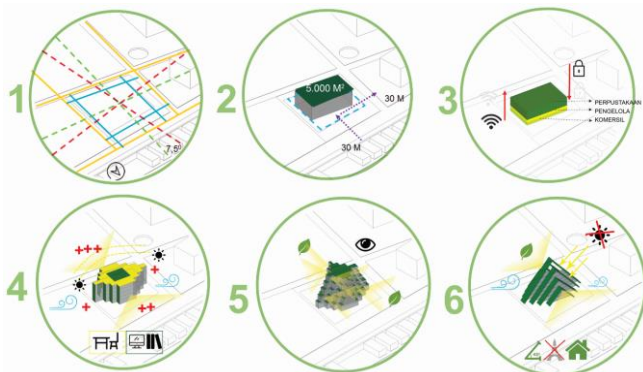 1
7,5°
2
5.000 M²
30 M
30 M
3
PERPUSTAKAAN
PENGELOLA
KOMERSIL
4
+++
+
+
++
5
6